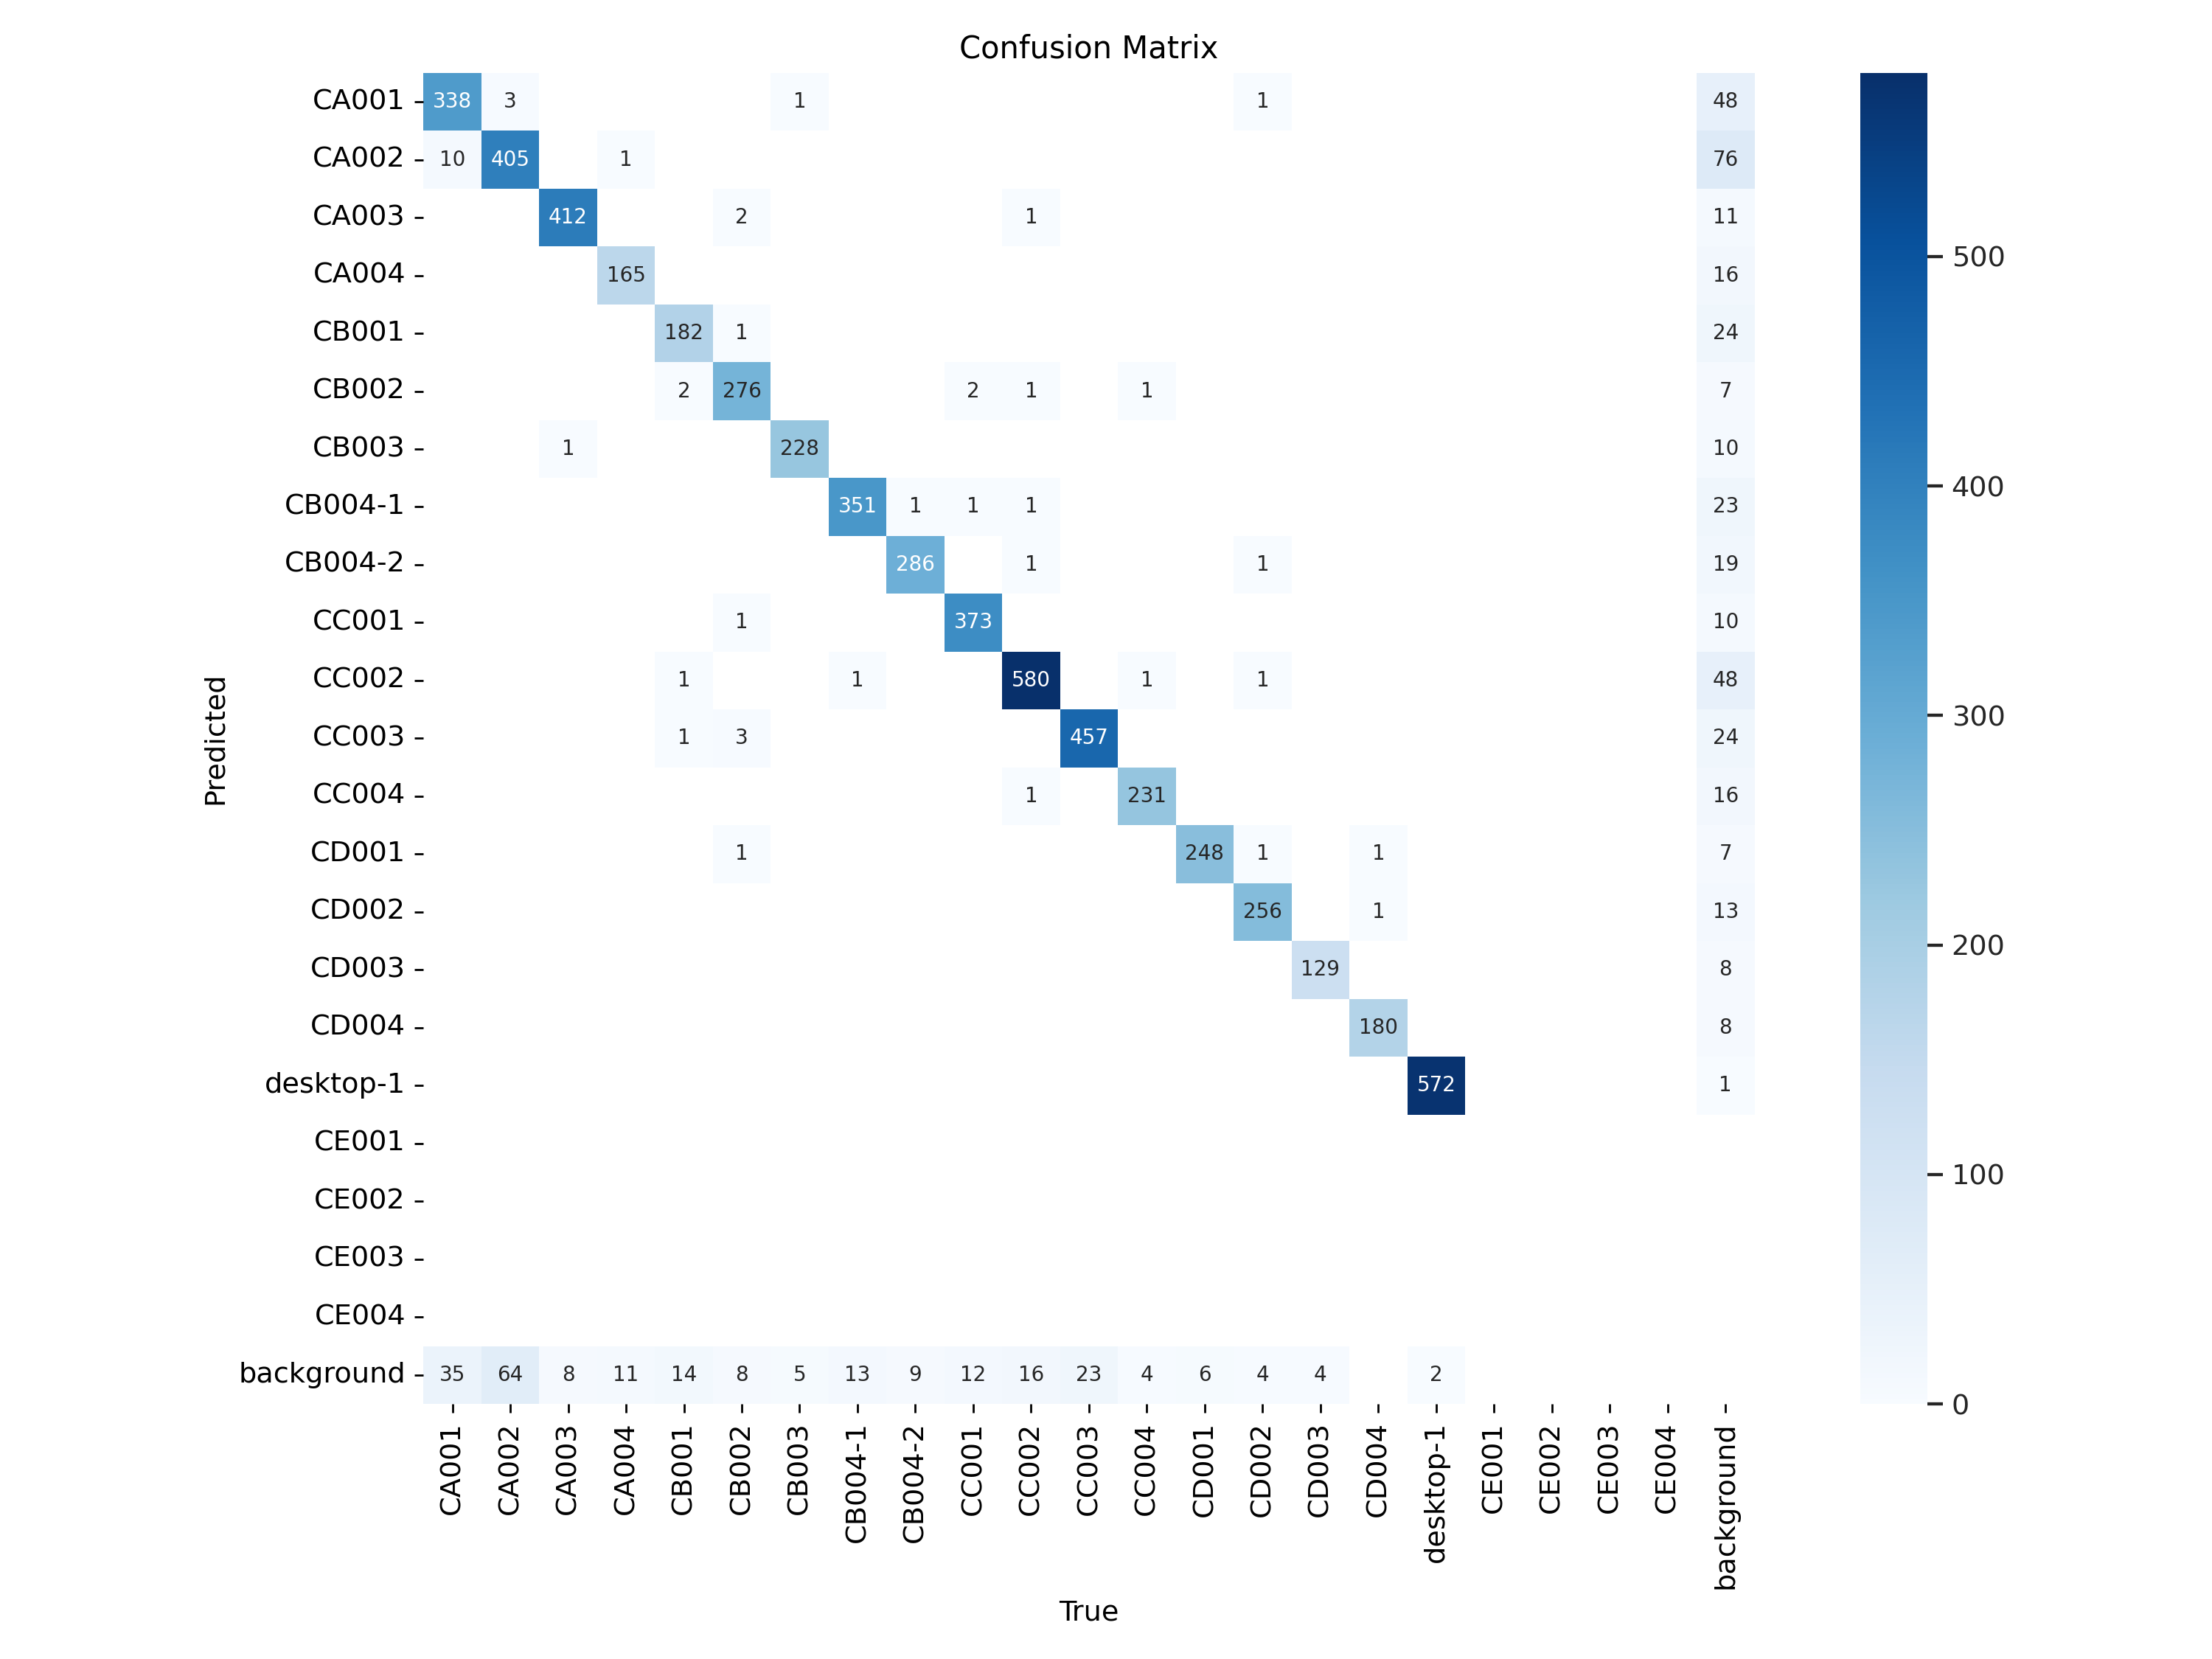 Confusion Matrix
CA001 338 3 1 1 48
CA002 10 405 1 76
CA003 412 2 1 11
CA004 165 16
CB001 182 1 24
CB002 2 276 2 1 1 7
CB003 1 228 10
CB004-1 351 1 1 1 23
CB004-2 286 1 1 19
CC001 1 373 10
CC002 1 1 580 1 1 48
CC003 1 3 457 24
CC004 1 231 16
CD001 1 248 1 1 7
CD002 256 1 13
CD003 129 8
CD004 180 8
desktop-1 572 1
CE001
CE002
CE003
CE004
background 35 64 8 11 14 8 5 13 9 12 16 23 4 6 4 4 2
CA001 CA002 CA003 CA004 CB001 CB002 CB003 CB004-1 CB004-2 CC001 CC002 CC003 CC004 CD001 CD002 CD003 CD004 desktop-1 CE001 CE002 CE003 CE004 background
True
Predicted
500
400
300
200
100
0